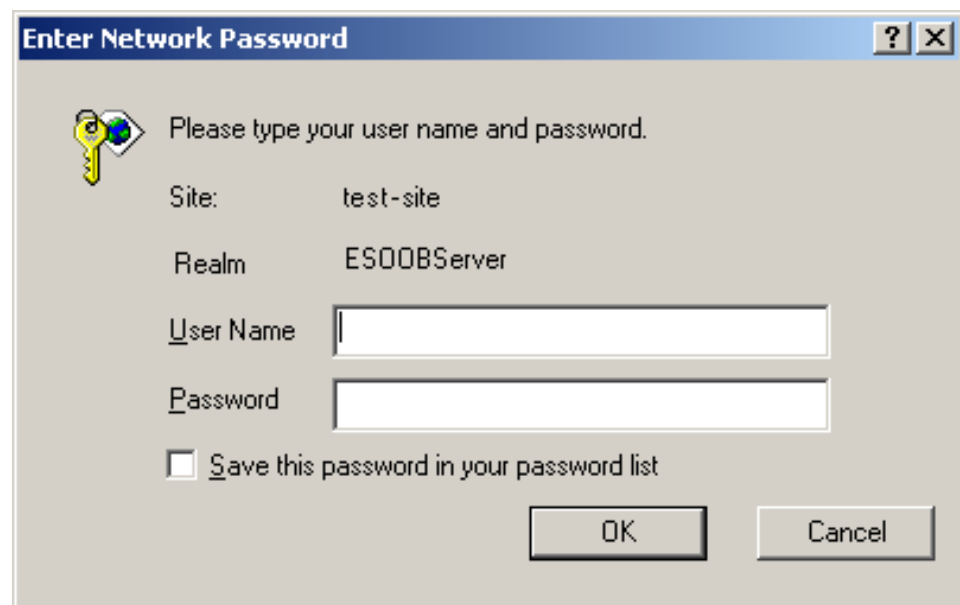 Enter Network Password
Please type your user name and password.
Site: test-site
Realm ESOOBServer
User Name
Password
Save this password in your password list
OK Cancel